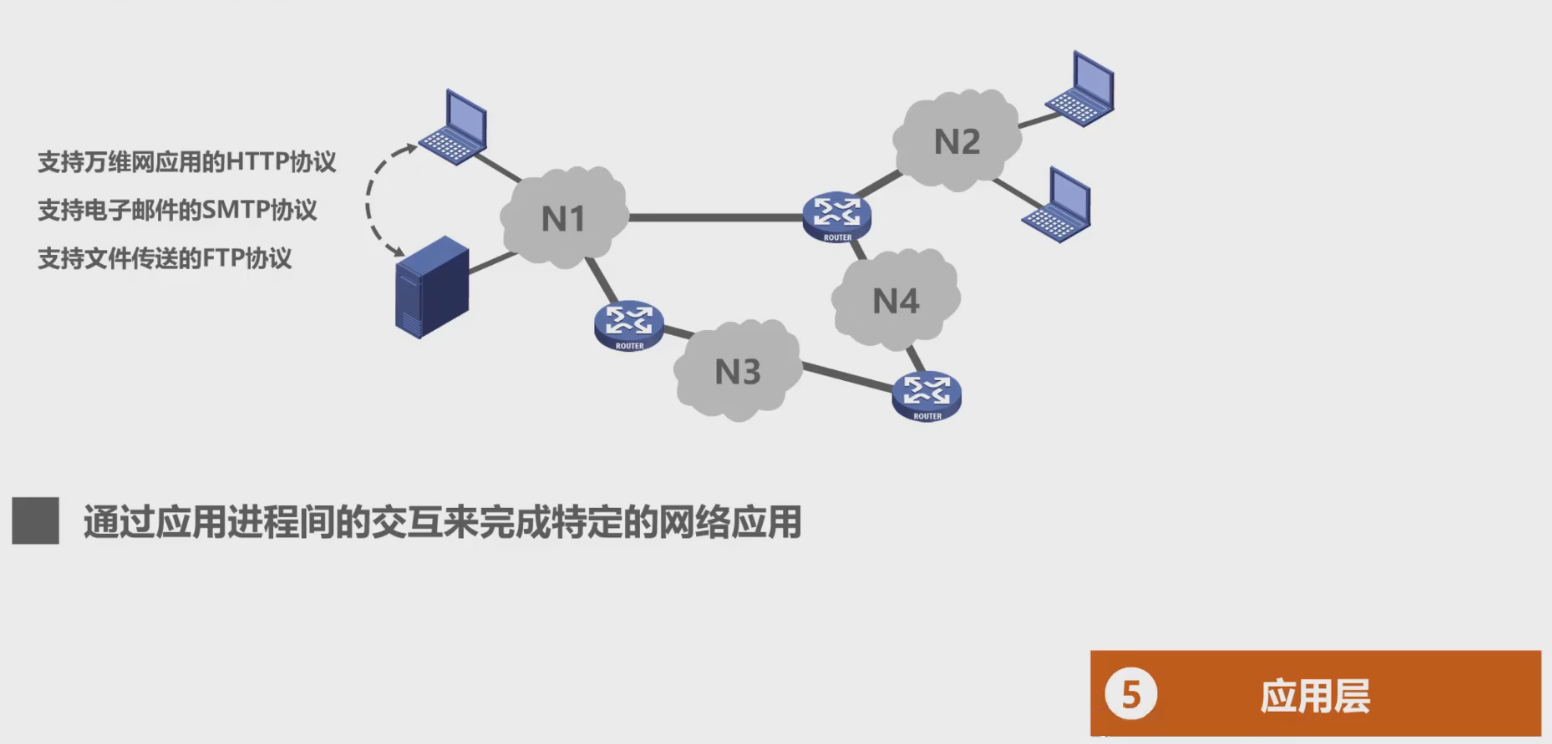 支持万维网应用的HTTP协议
支持电子邮件的SMTP协议
支持文件传送的FTP协议
N1
N2
ROUTER
N4
ROUTER
N3
ROUTER
通过应用进程间的交互来完成特定的网络应用
5 应用层